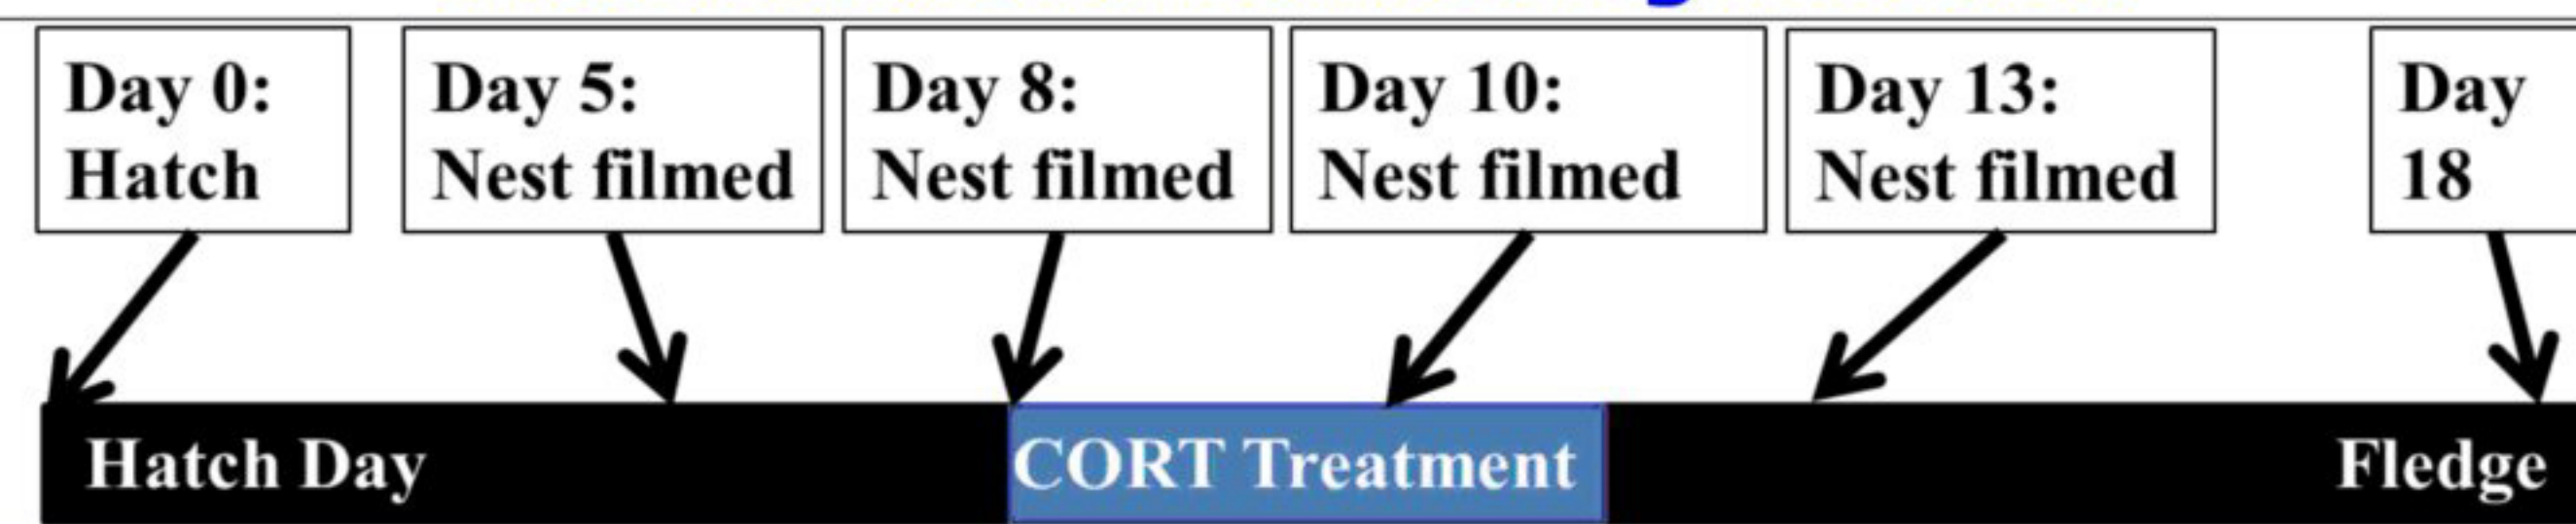 Day 0:
Hatch
Day 5:
Nest filmed
Day 8:
Nest filmed
Day 10:
Nest filmed
Day 13:
Nest filmed
Day
18
Hatch Day
CORT Treatment
Fledge